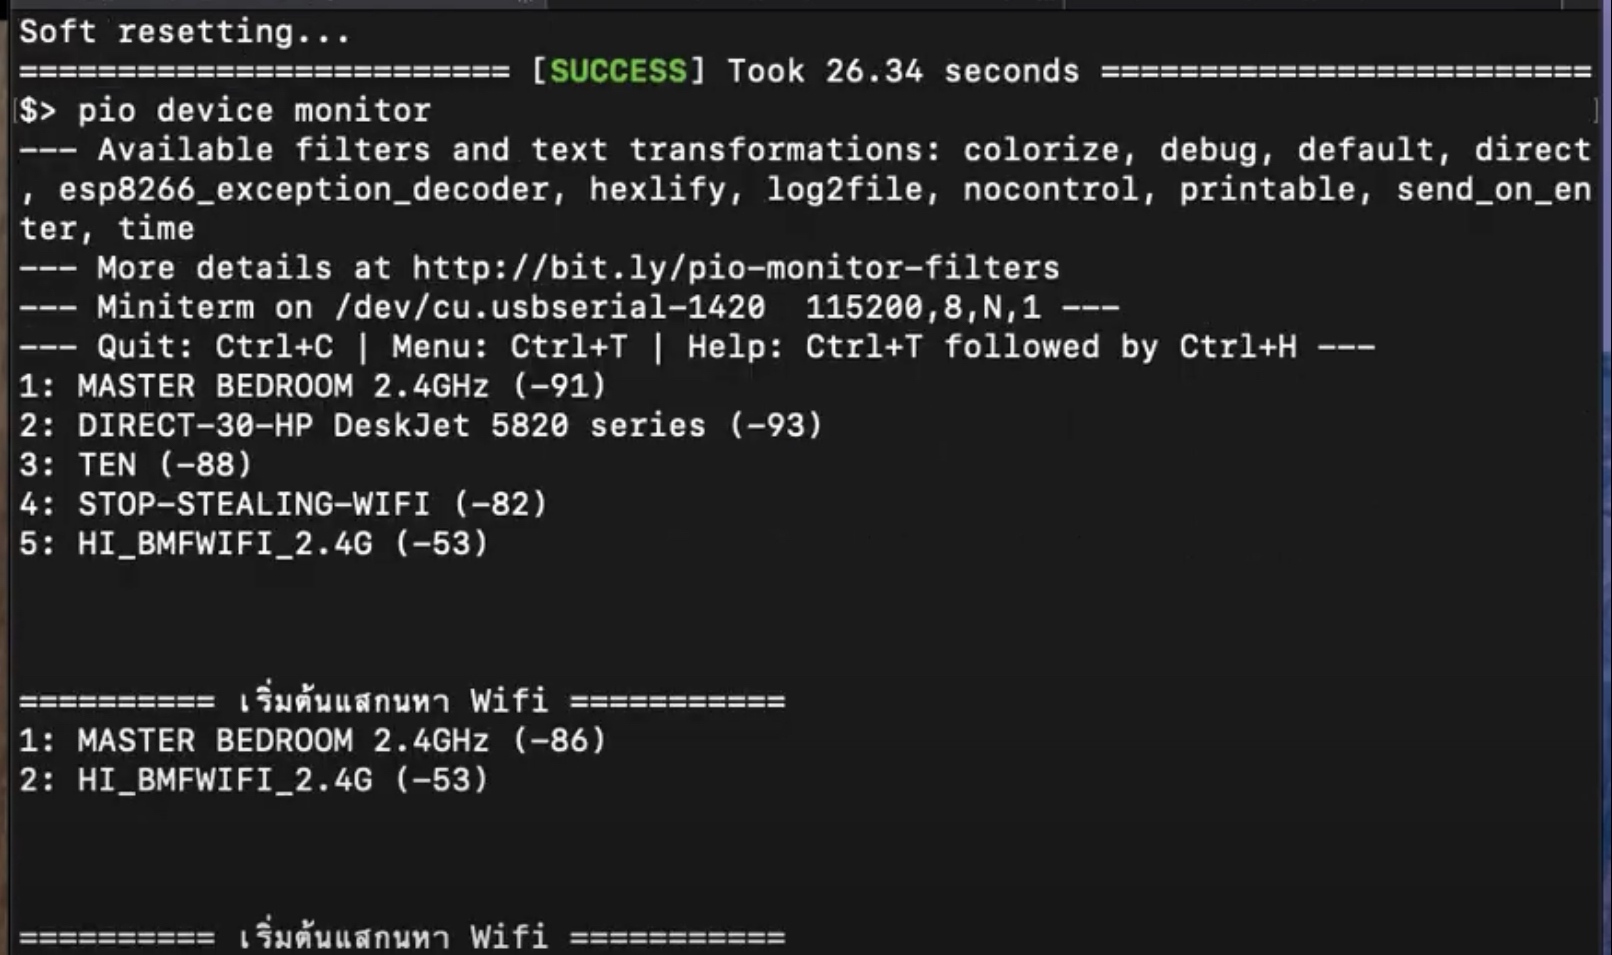 Soft resetting...
========================= [SUCCESS] Took 26.34 seconds =========================
[$> pio device monitor ]
--- Available filters and text transformations: colorize, debug, default, direct
, esp8266_exception_decoder, hexlify, log2file, nocontrol, printable, send_on_en
ter, time
--- More details at http://bit.ly/pio-monitor-filters
--- Miniterm on /dev/cu.usbserial-1420  115200,8,N,1 ---
--- Quit: Ctrl+C | Menu: Ctrl+T | Help: Ctrl+T followed by Ctrl+H ---
1: MASTER BEDROOM 2.4GHz (-91)
2: DIRECT-30-HP DeskJet 5820 series (-93)
3: TEN (-88)
4: STOP-STEALING-WIFI (-82)
5: HI_BMFWIFI_2.4G (-53)
========== เริ่มต้นแสกนหา Wifi ===========
1: MASTER BEDROOM 2.4GHz (-86)
2: HI_BMFWIFI_2.4G (-53)
========== เริ่มต้นแสกนหา Wifi ===========